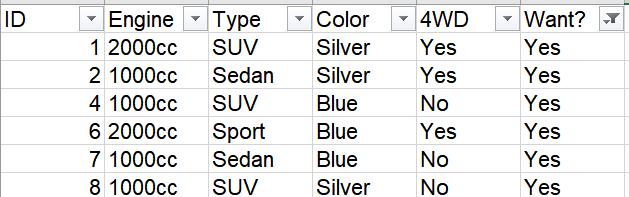 ID Engine Type Color 4WD Want?
1 2000cc SUV Silver Yes Yes
2 1000cc Sedan Silver Yes Yes
4 1000cc SUV Blue No Yes
6 2000cc Sport Blue Yes Yes
7 1000cc Sedan Blue No Yes
8 1000cc SUV Silver No Yes